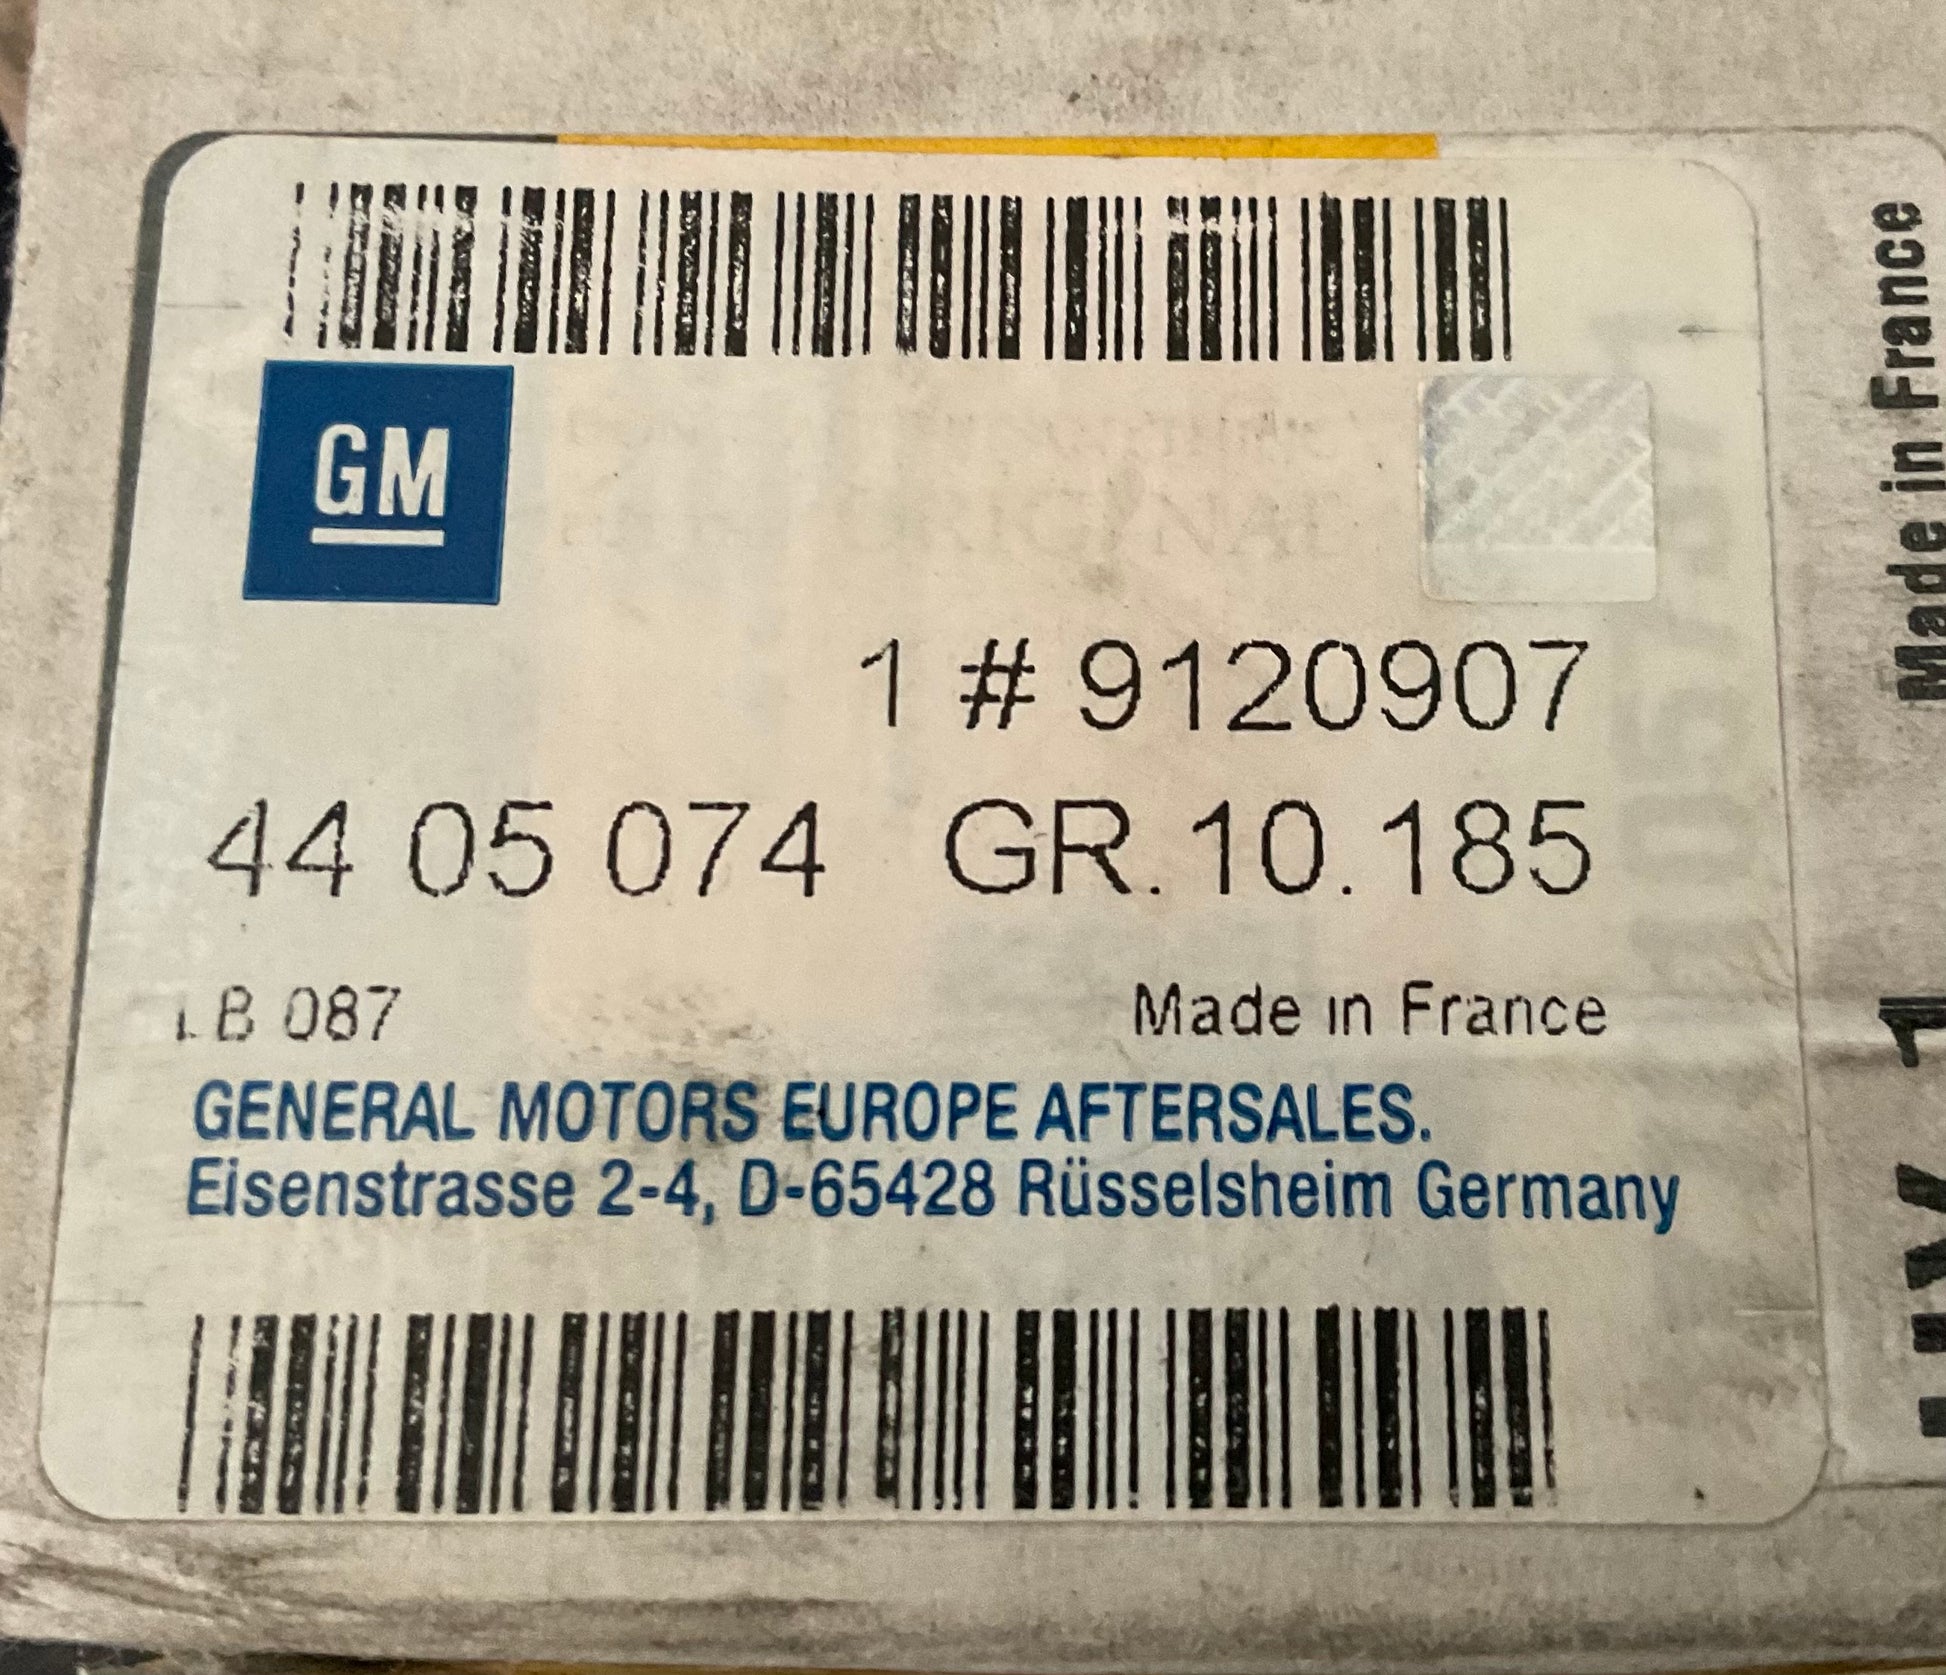 GM
1 # 9120907
44 05 074 GR. 10. 185
B 087
Made in France
GENERAL MOTORS EUROPE AFTERSALES.
Eisenstrasse 2-4, D-65428 Rüsselsheim Germany
Made in France
1